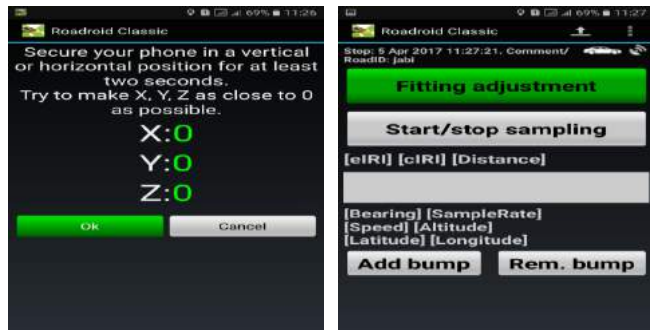 69% 11:26
Roadroid Classic
Secure your phone in a vertical
or horizontal position for at least
two seconds.
Try to make X, Y, Z as close to 0
as possible.
X:0
Y:0
Z:0
Ok Cancel
69% 11:27
Roadroid Classic
Stop: 5 Apr 2017 11:27:21. Comment/
RoadID: jabi
Fitting adjustment
Start/stop sampling
[eIRI] [cIRI] [Distance]
[Bearing] [SampleRate]
[Speed] [Altitude]
[Latitude] [Longitude]
Add bump Rem. bump